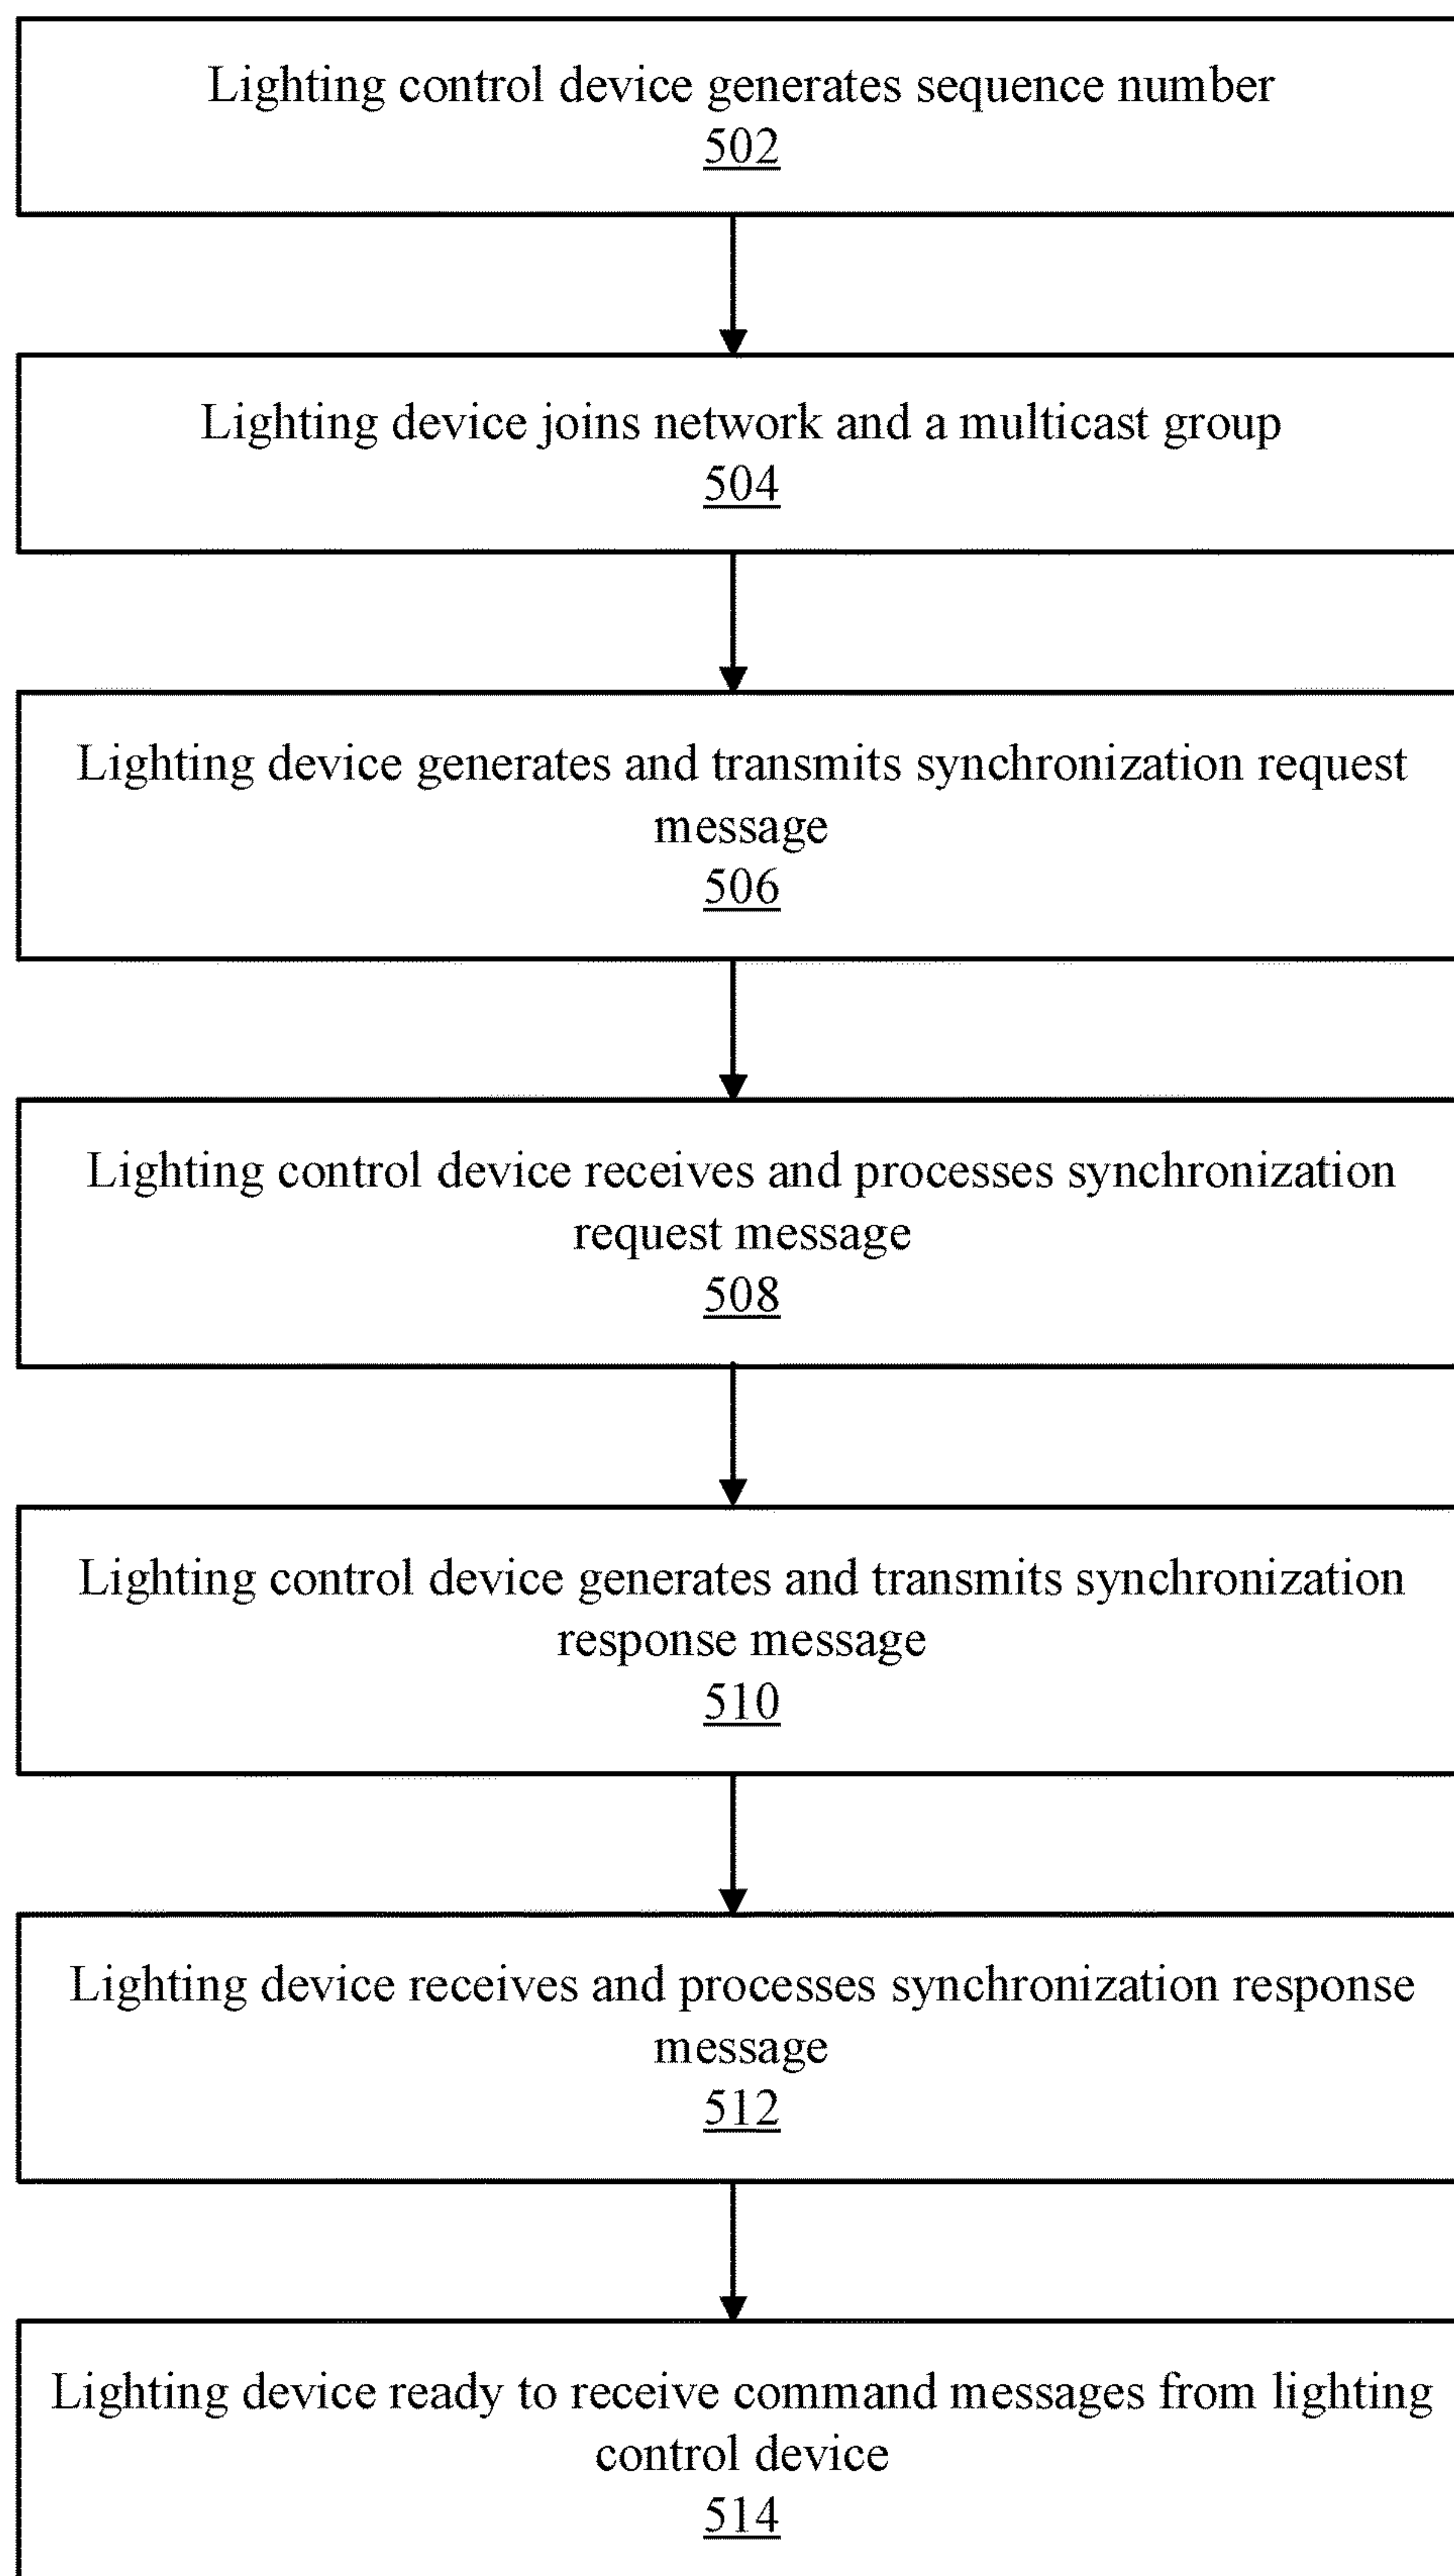 Lighting control device generates sequence number
502
Lighting device joins network and a multicast group
504
Lighting device generates and transmits synchronization request
message
506
Lighting control device receives and processes synchronization
request message
508
Lighting control device generates and transmits synchronization
response message
510
Lighting device receives and processes synchronization response
message
512
Lighting device ready to receive command messages from lighting
control device
514